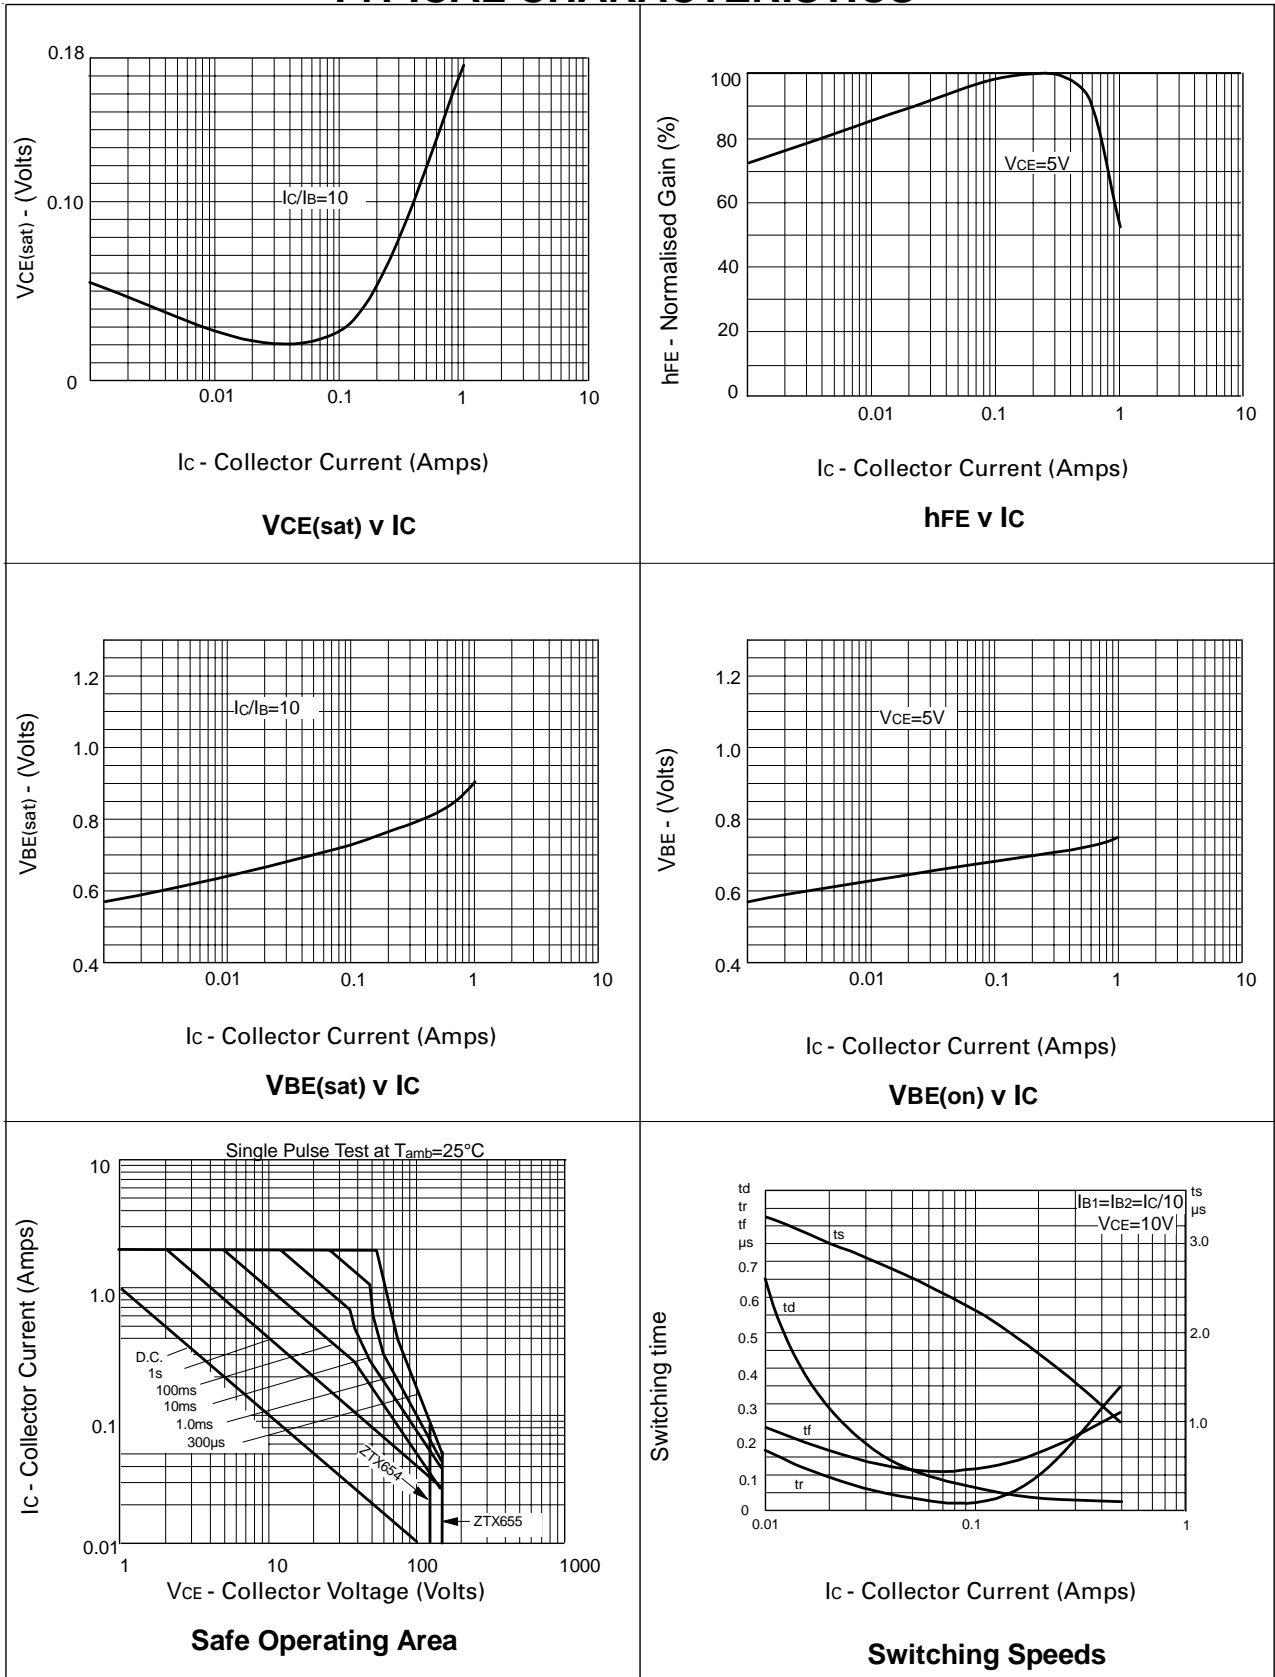 TYPICAL CHARACTERISTICS
0.18
0.10
0
VCE(sat) - (Volts)
IC/IB=10
0.01 0.1 1 10
IC - Collector Current (Amps)
VCE(sat) v IC
100
80
60
40
20
0
hFE - Normalised Gain (%)
VCE=5V
0.01 0.1 1 10
IC - Collector Current (Amps)
hFE v IC
1.2
1.0
0.8
0.6
0.4
VBE(sat) - (Volts)
IC/IB=10
0.01 0.1 1 10
IC - Collector Current (Amps)
VBE(sat) v IC
1.2
1.0
0.8
0.6
0.4
VBE - (Volts)
VCE=5V
0.01 0.1 1 10
IC - Collector Current (Amps)
VBE(on) v IC
Single Pulse Test at Tamb=25°C
10
1.0
0.1
0.01
IC - Collector Current (Amps)
D.C.
1s
100ms
10ms
1.0ms
300µs
ZTX654
ZTX655
1 10 100 1000
VCE - Collector Voltage (Volts)
Safe Operating Area
td
tr
tf
µs
0.7
0.6
0.5
0.4
0.3
0.2
0.1
0
Switching time
IB1=IB2=IC/10
VCE=10V
ts
td
tf
tr
ts
µs
3.0
2.0
1.0
0.01 0.1 1
IC - Collector Current (Amps)
Switching Speeds